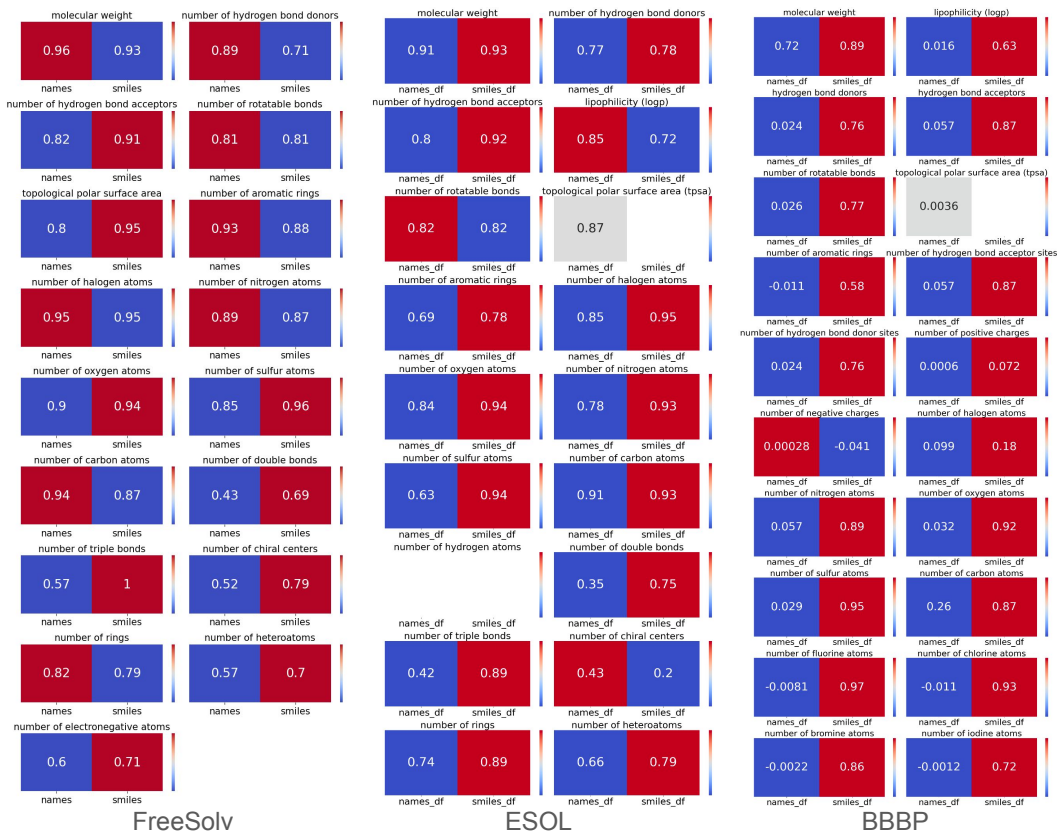 molecular weight number of hydrogen bond donors
0.96 0.93 0.89 0.71
names smiles names smiles
number of hydrogen bond acceptors number of rotatable bonds
0.82 0.91 0.81 0.81
names smiles names smiles
topological polar surface area number of aromatic rings
0.8 0.95 0.93 0.88
names smiles names smiles
number of halogen atoms number of nitrogen atoms
0.95 0.95 0.89 0.87
names smiles names smiles
number of oxygen atoms number of sulfur atoms
0.9 0.94 0.85 0.96
names smiles names smiles
number of carbon atoms number of double bonds
0.94 0.87 0.43 0.69
names smiles names smiles
number of triple bonds number of chiral centers
0.57 1 0.52 0.79
names smiles names smiles
number of rings number of heteroatoms
0.82 0.79 0.57 0.7
names smiles names smiles
number of electronegative atoms
0.6 0.71
names smiles
FreeSolv
molecular weight number of hydrogen bond donors
0.91 0.93 0.77 0.78
names_df smiles_df names_df smiles_df
number of hydrogen bond acceptors lipophilicity (logp)
0.8 0.92 0.85 0.72
names_df smiles_df names_df smiles_df
number of rotatable bonds topological polar surface area (tpsa)
0.82 0.82 0.87
names_df smiles_df names_df smiles_df
number of aromatic rings number of halogen atoms
0.69 0.78 0.85 0.95
names_df smiles_df names_df smiles_df
number of oxygen atoms number of nitrogen atoms
0.84 0.94 0.78 0.93
names_df smiles_df names_df smiles_df
number of sulfur atoms number of carbon atoms
0.63 0.94 0.91 0.93
names_df smiles_df names_df smiles_df
number of hydrogen atoms number of double bonds
0.35 0.75
names_df smiles_df names_df smiles_df
number of triple bonds number of chiral centers
0.42 0.89 0.43 0.2
names_df smiles_df names_df smiles_df
number of rings number of heteroatoms
0.74 0.89 0.66 0.79
names_df smiles_df names_df smiles_df
ESOL
molecular weight lipophilicity (logp)
0.72 0.89 0.016 0.63
names_df smiles_df names_df smiles_df
hydrogen bond donors hydrogen bond acceptors
0.024 0.76 0.057 0.87
names_df smiles_df names_df smiles_df
number of rotatable bonds topological polar surface area (tpsa)
0.026 0.77 0.0036
names_df smiles_df names_df smiles_df
number of aromatic rings number of hydrogen bond acceptor sites
-0.011 0.58 0.057 0.87
names_df smiles_df names_df smiles_df
number of hydrogen bond donor sites number of positive charges
0.024 0.76 0.0006 0.072
names_df smiles_df names_df smiles_df
number of negative charges number of halogen atoms
0.00028 -0.041 0.099 0.18
names_df smiles_df names_df smiles_df
number of nitrogen atoms number of oxygen atoms
0.057 0.89 0.032 0.92
names_df smiles_df names_df smiles_df
number of sulfur atoms number of carbon atoms
0.029 0.95 0.26 0.87
names_df smiles_df names_df smiles_df
number of fluorine atoms number of chlorine atoms
-0.0081 0.97 -0.011 0.93
names_df smiles_df names_df smiles_df
number of bromine atoms number of iodine atoms
-0.0022 0.86 -0.0012 0.72
names_df smiles_df names_df smiles_df
BBBP